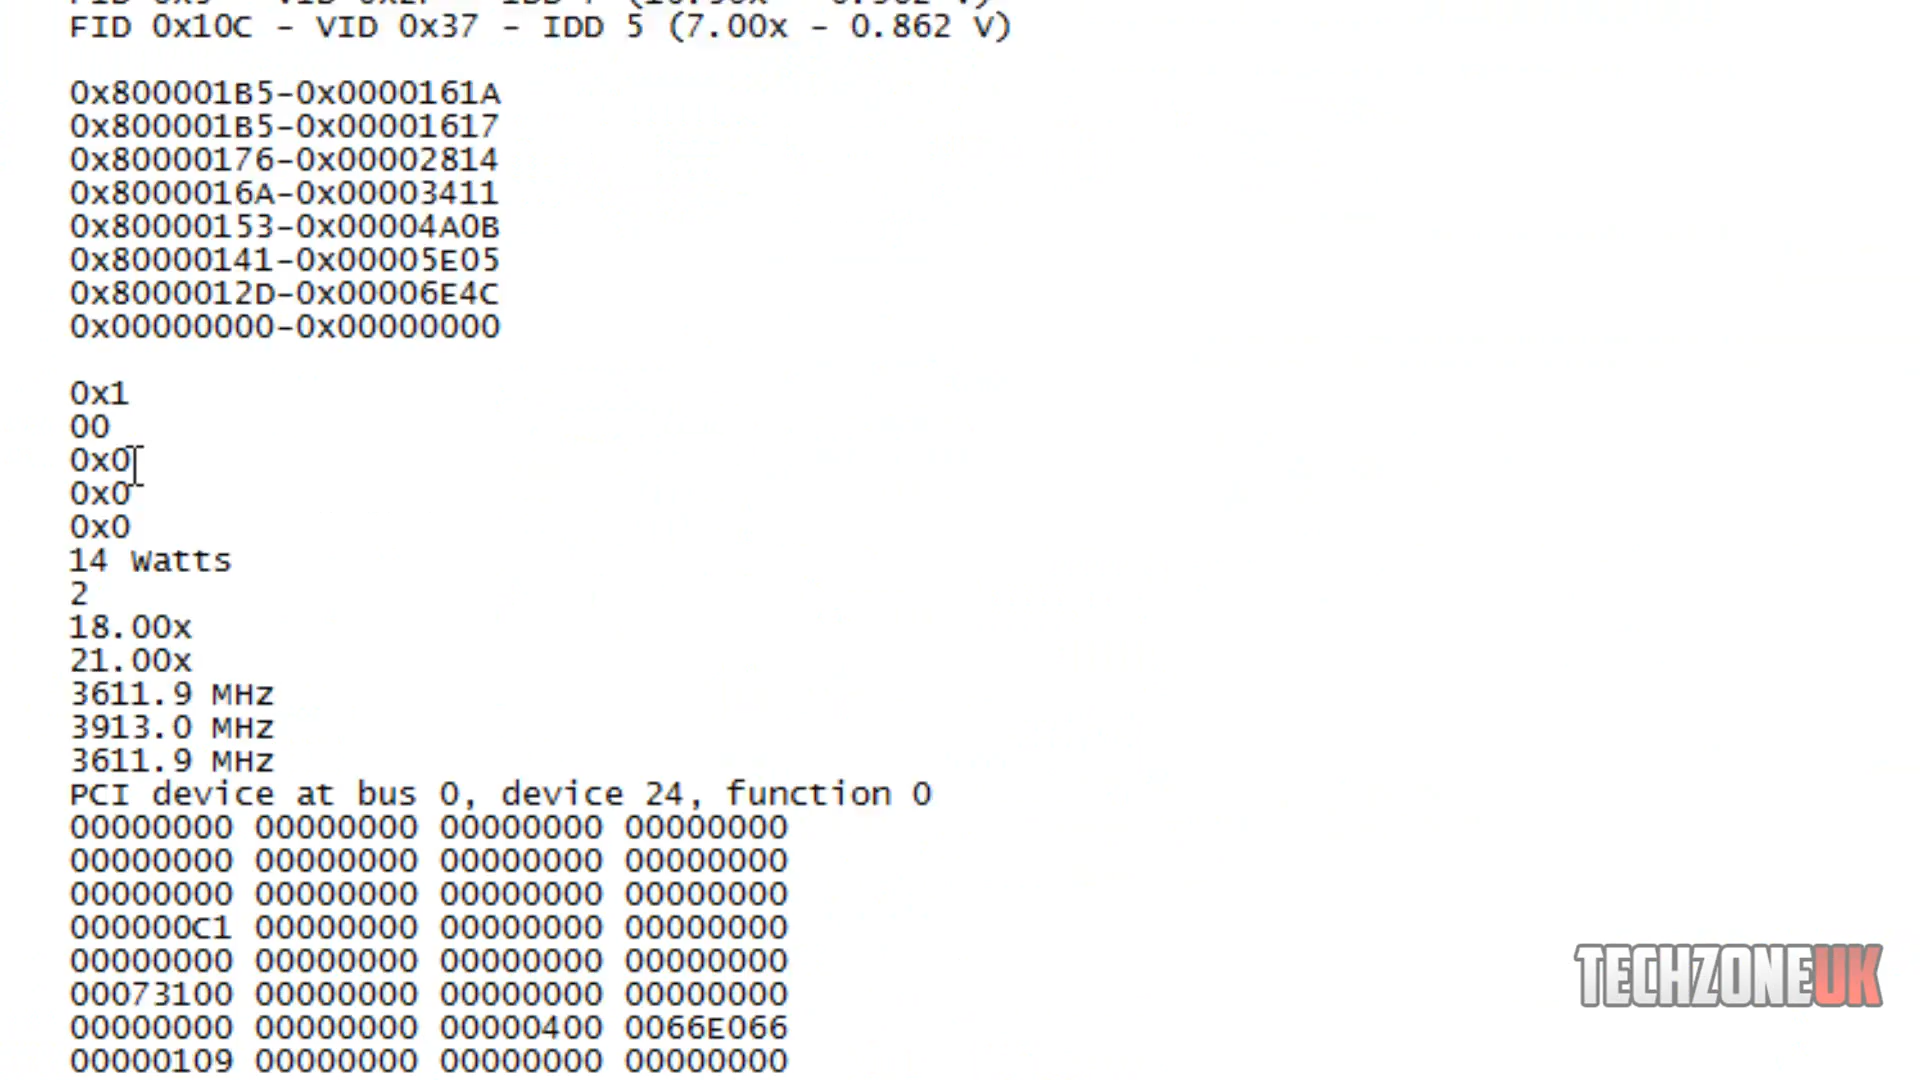 FID 0x10C - VID 0x37 - IDD 5 (7.00x - 0.862 V)
0x800001B5-0x0000161A
0x800001B5-0x00001617
0x80000176-0x00002814
0x8000016A-0x00003411
0x80000153-0x00004A0B
0x80000141-0x00005E05
0x8000012D-0x00006E4C
0x00000000-0x00000000
0x1
00
0x0
0x0
0x0
14 Watts
2
18.00x
21.00x
3611.9 MHz
3913.0 MHz
3611.9 MHz
PCI device at bus 0, device 24, function 0
00000000 00000000 00000000 00000000
00000000 00000000 00000000 00000000
00000000 00000000 00000000 00000000
000000C1 00000000 00000000 00000000
00000000 00000000 00000000 00000000
00073100 00000000 00000000 00000000
00000000 00000000 00000400 0066E066
00000109 00000000 00000000 00000000
TECHZONEUK